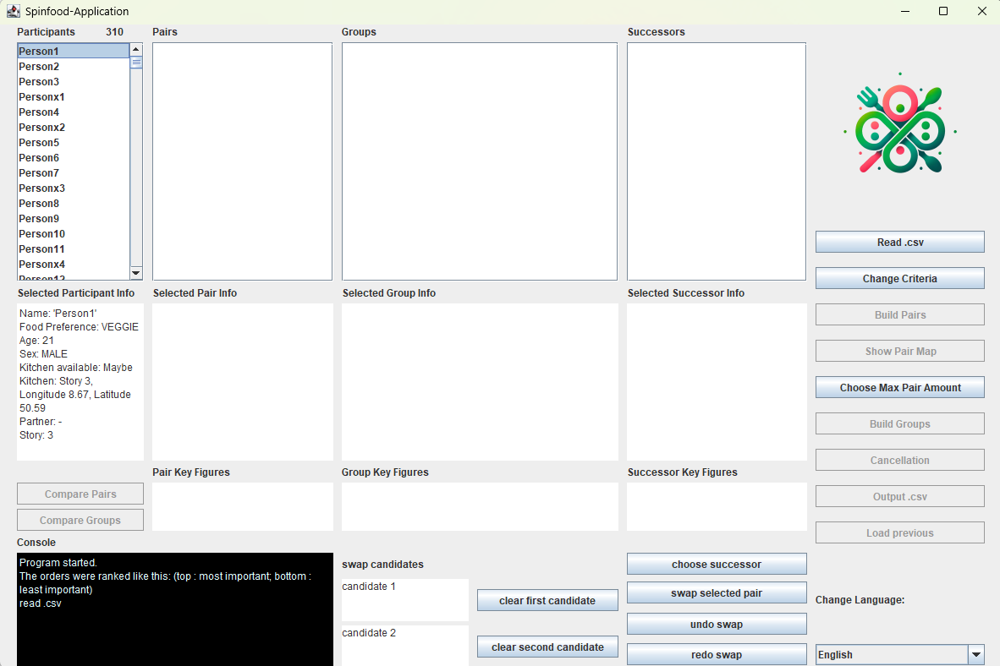 Spinfood-Application
Participants 310 Pairs Groups Successors
Person1
Person2
Person3
Personx1
Person4
Personx2
Person5
Person6
Person7
Personx3
Person8
Person9
Person10
Person11
Personx4
Person12
Read .csv
Change Criteria
Build Pairs
Show Pair Map
Choose Max Pair Amount
Build Groups
Cancellation
Output .csv
Load previous
Selected Participant Info Selected Pair Info Selected Group Info Selected Successor Info
Name: 'Person1'
Food Preference: VEGGIE
Age: 21
Sex: MALE
Kitchen available: Maybe
Kitchen: Story 3,
Longitude 8.67, Latitude
50.59
Partner: -
Story: 3
Pair Key Figures Group Key Figures Successor Key Figures
Compare Pairs
Compare Groups
Console
Program started.
The orders were ranked like this: (top : most important; bottom :
least important)
read .csv
swap candidates
candidate 1
clear first candidate
candidate 2
clear second candidate
choose successor
swap selected pair
undo swap
redo swap
Change Language:
English